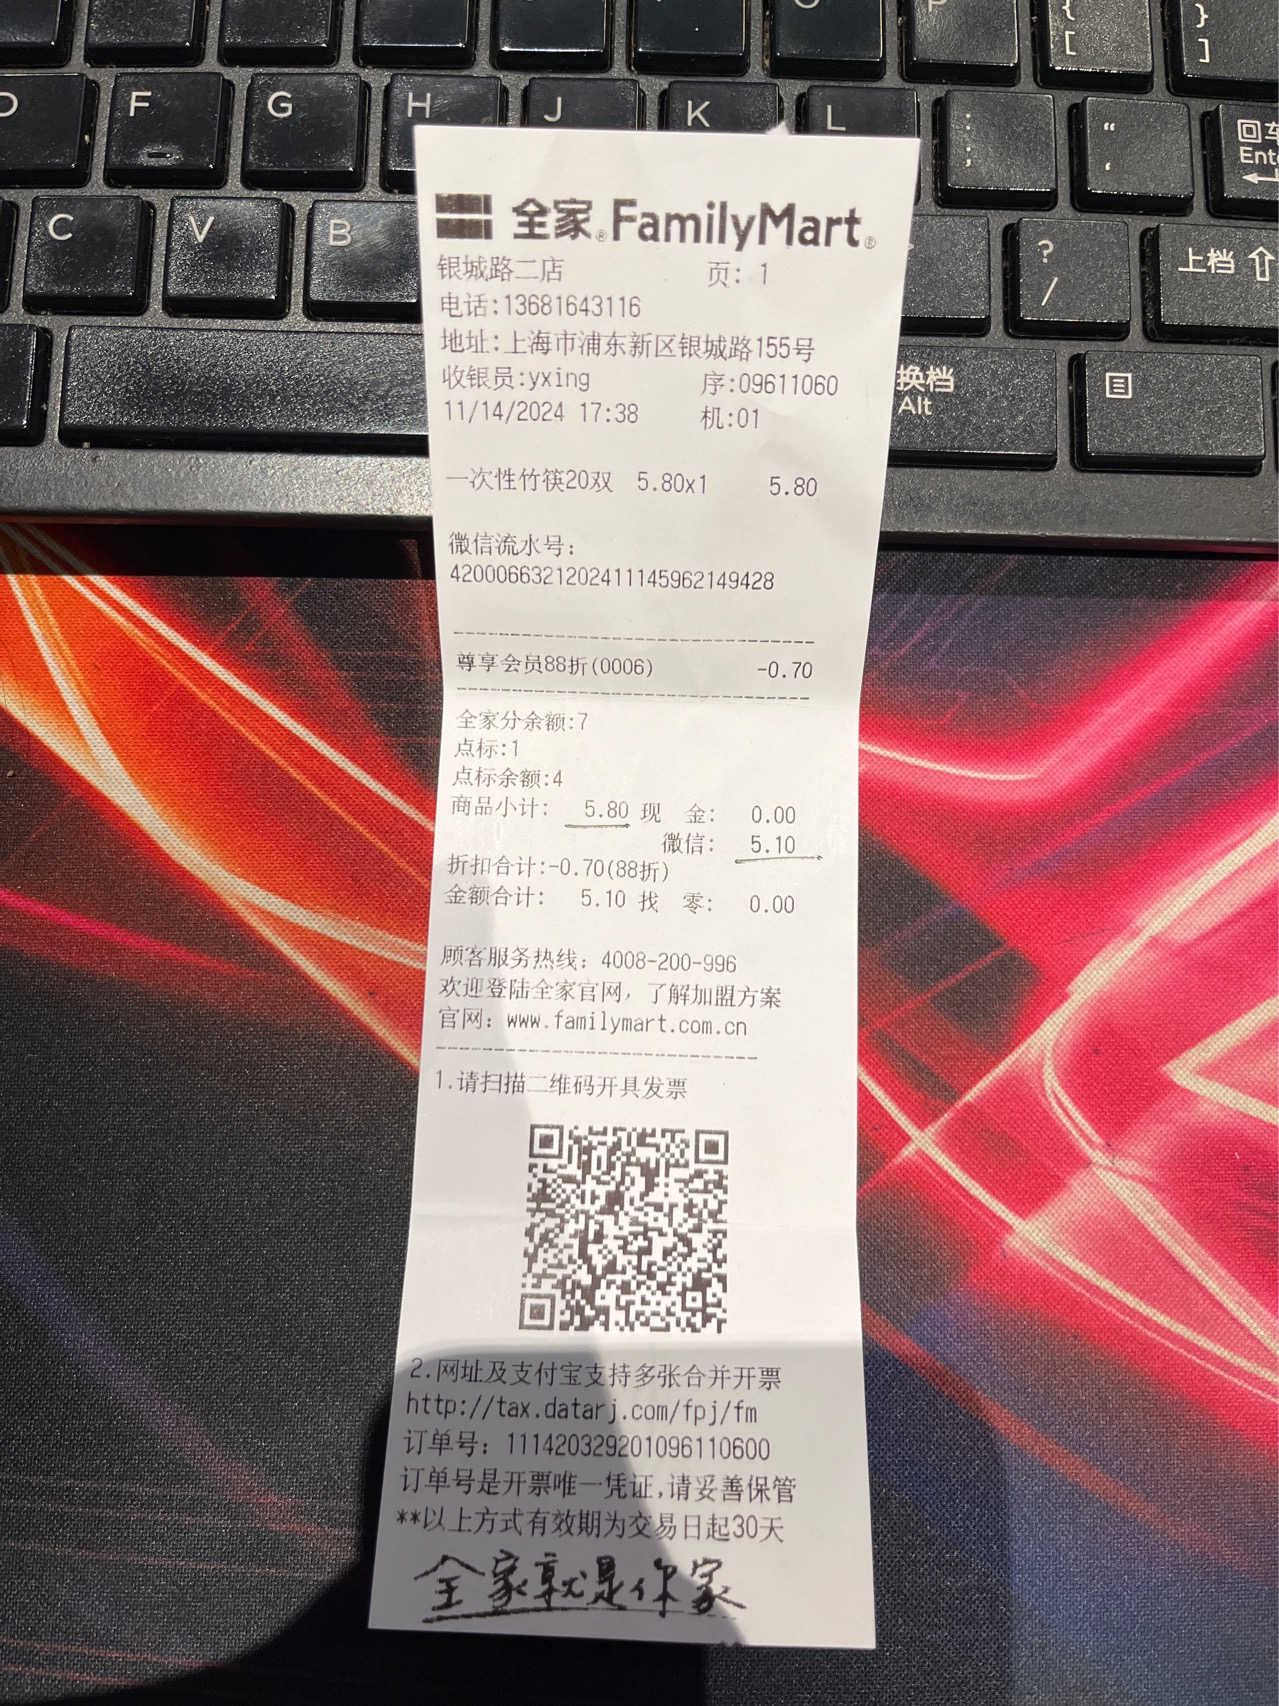 P { }
[ ]
D F G H J K L : “ 回车
; ‘ Enter
C V B ? 上档
/
换档
Alt
全家®FamilyMart®
银城路二店 页: 1
电话:13681643116
地址:上海市浦东新区银城路155号
收银员:yxing 序:09611060
11/14/2024 17:38 机:01
一次性竹筷20双 5.80x1 5.80
微信流水号:
4200066321202411145962149428
尊享会员88折(0006) -0.70
全家分余额:7
点标:1
点标余额:4
商品小计: 5.80 现 金: 0.00
微信: 5.10
折扣合计:-0.70(88折)
金额合计: 5.10 找 零: 0.00
顾客服务热线: 4008-200-996
欢迎登陆全家官网, 了解加盟方案
官网: www.familymart.com.cn
1.请扫描二维码开具发票
2.网址及支付宝支持多张合并开票
http://tax.datarj.com/fpj/fm
订单号: 111420329201096110600
订单号是开票唯一凭证,请妥善保管
**以上方式有效期为交易日起30天
全家就是你家